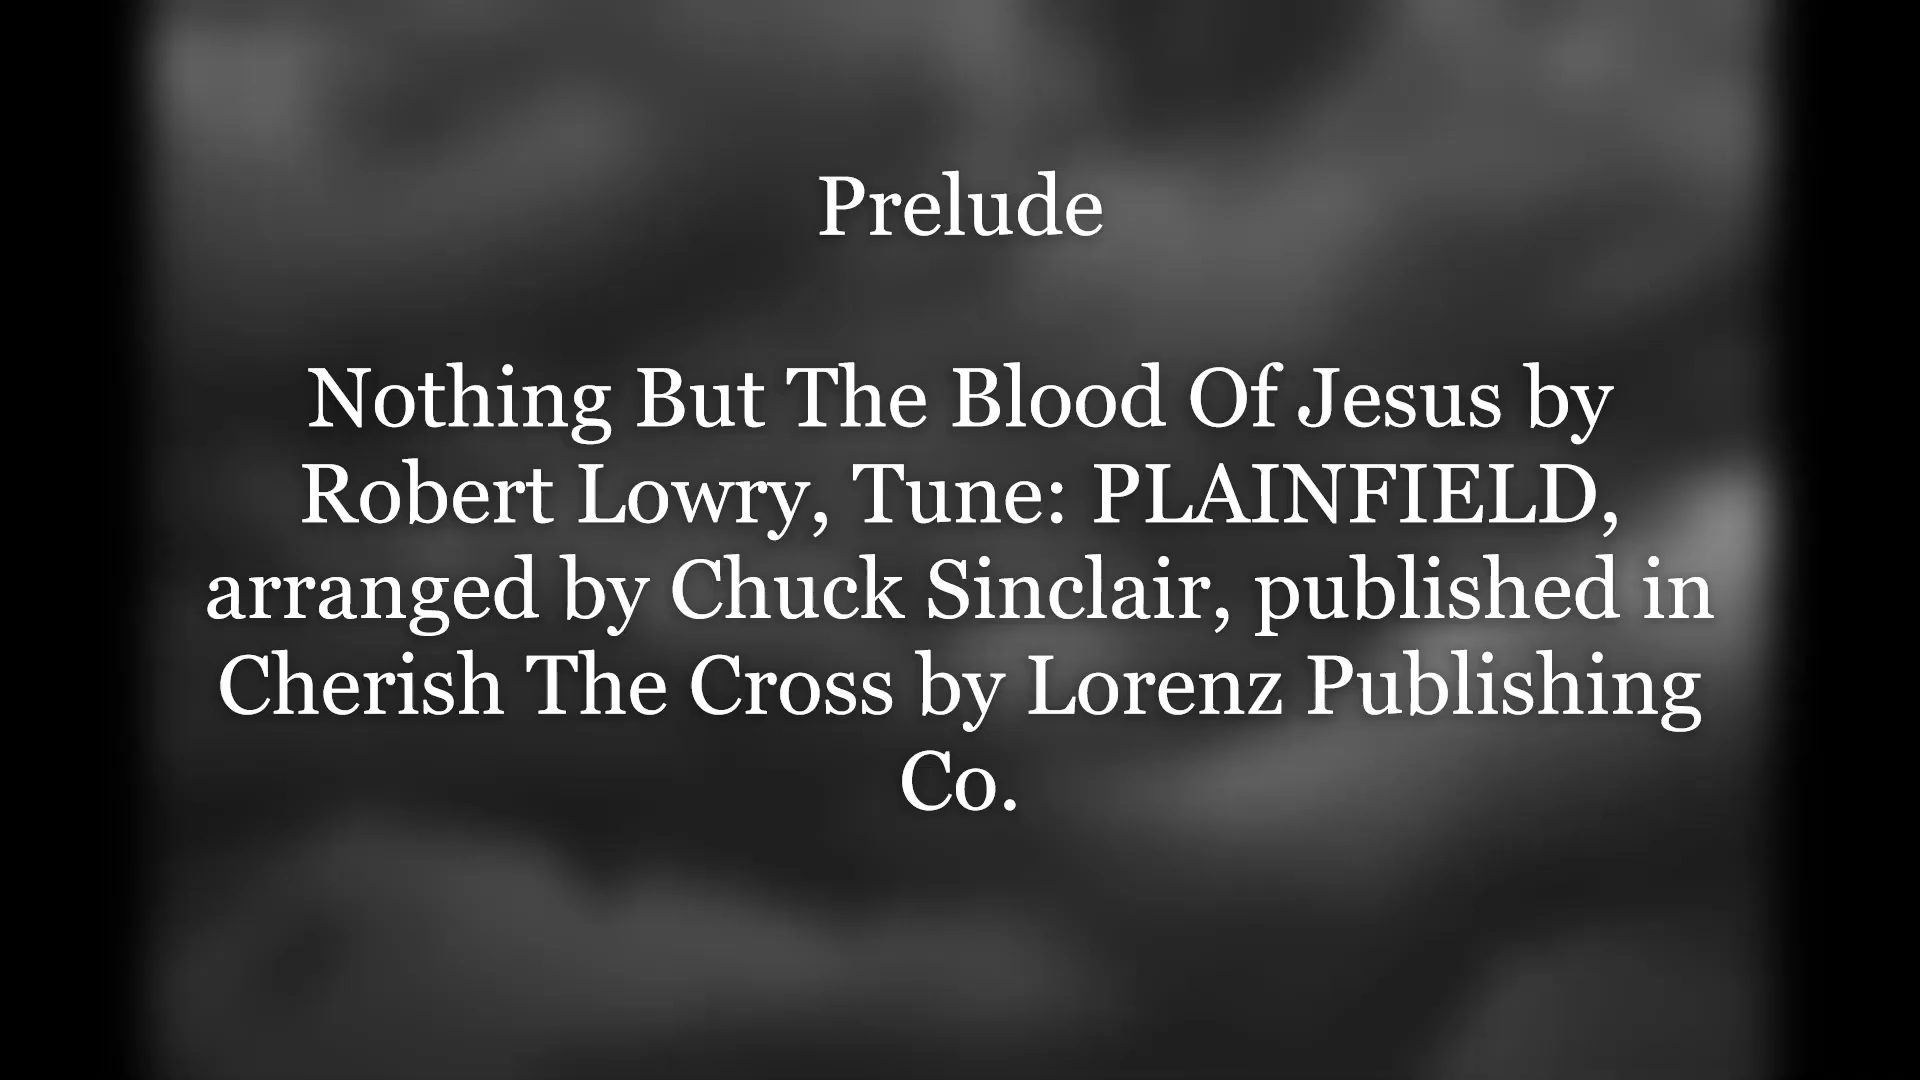 Prelude
Nothing But The Blood Of Jesus by
Robert Lowry, Tune: PLAINFIELD,
arranged by Chuck Sinclair, published in
Cherish The Cross by Lorenz Publishing
Co.